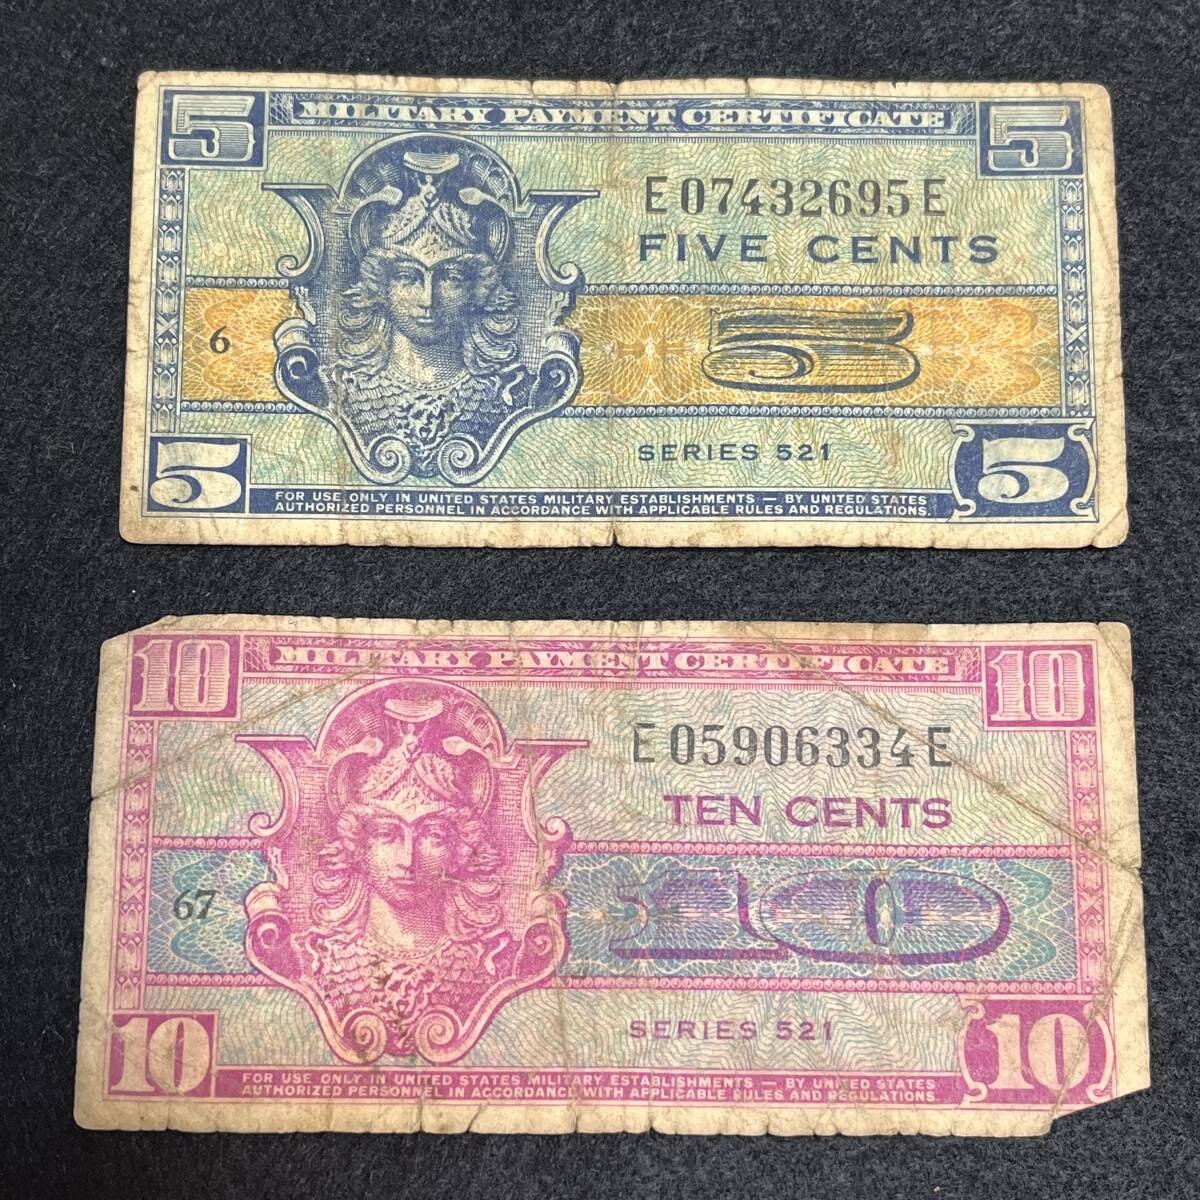 5 MILITARY PAYMENT CERTIFICATE 5
E07432695E
FIVE CENTS
6 5
SERIES 521
5 5
FOR USE ONLY IN UNITED STATES MILITARY ESTABLISHMENTS — BY UNITED STATES
AUTHORIZED PERSONNEL IN ACCORDANCE WITH APPLICABLE RULES AND REGULATIONS.
10 MILITARY PAYMENT CERTIFICATE 10
E05906334E
TEN CENTS
67 10
SERIES 521
10 10
FOR USE ONLY IN UNITED STATES MILITARY ESTABLISHMENTS — BY UNITED STATES
AUTHORIZED PERSONNEL IN ACCORDANCE WITH APPLICABLE RULES AND REGULATIONS.